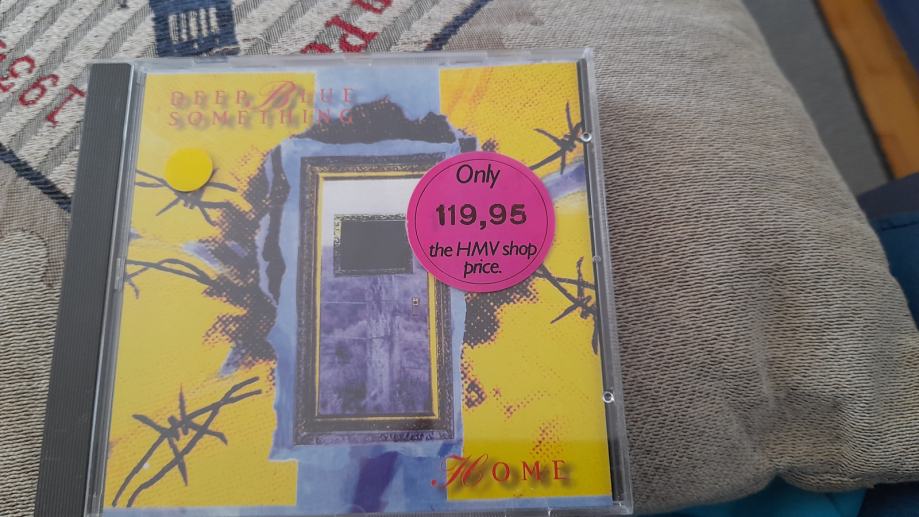 DEEP BLUE
SOMETHING
Only
119,95
the HMV shop
price.
HOME